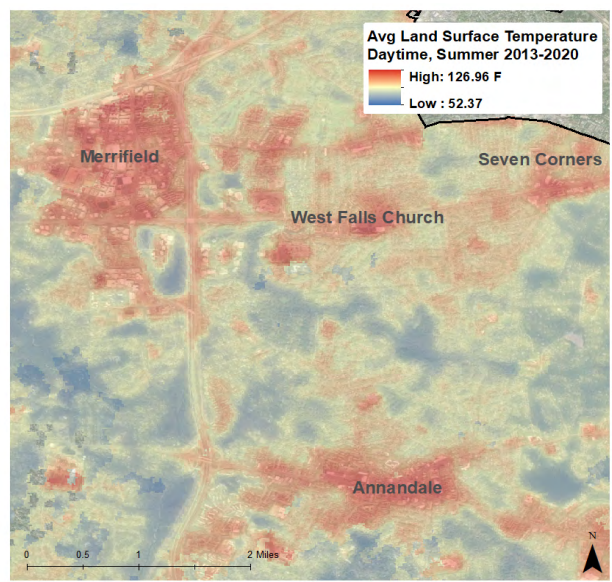 Avg Land Surface Temperature
Daytime, Summer 2013-2020
High: 126.96 F
Low : 52.37
Merrifield
Seven Corners
West Falls Church
Annandale
N
0 0.5 1 2 Miles